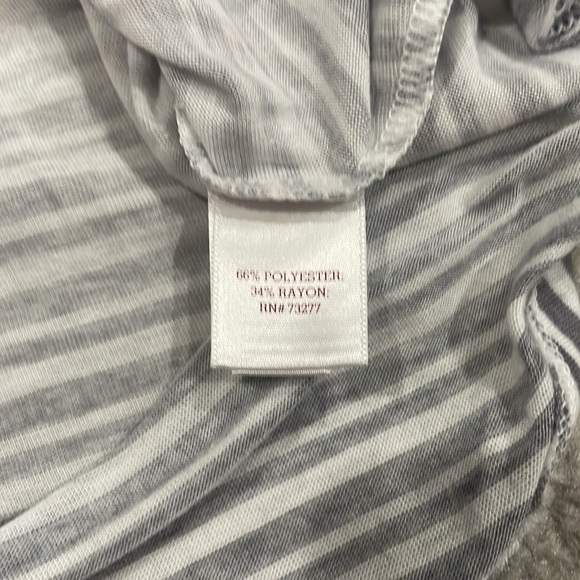 66% POLYESTER;
34% RAYON;
RN# 73277